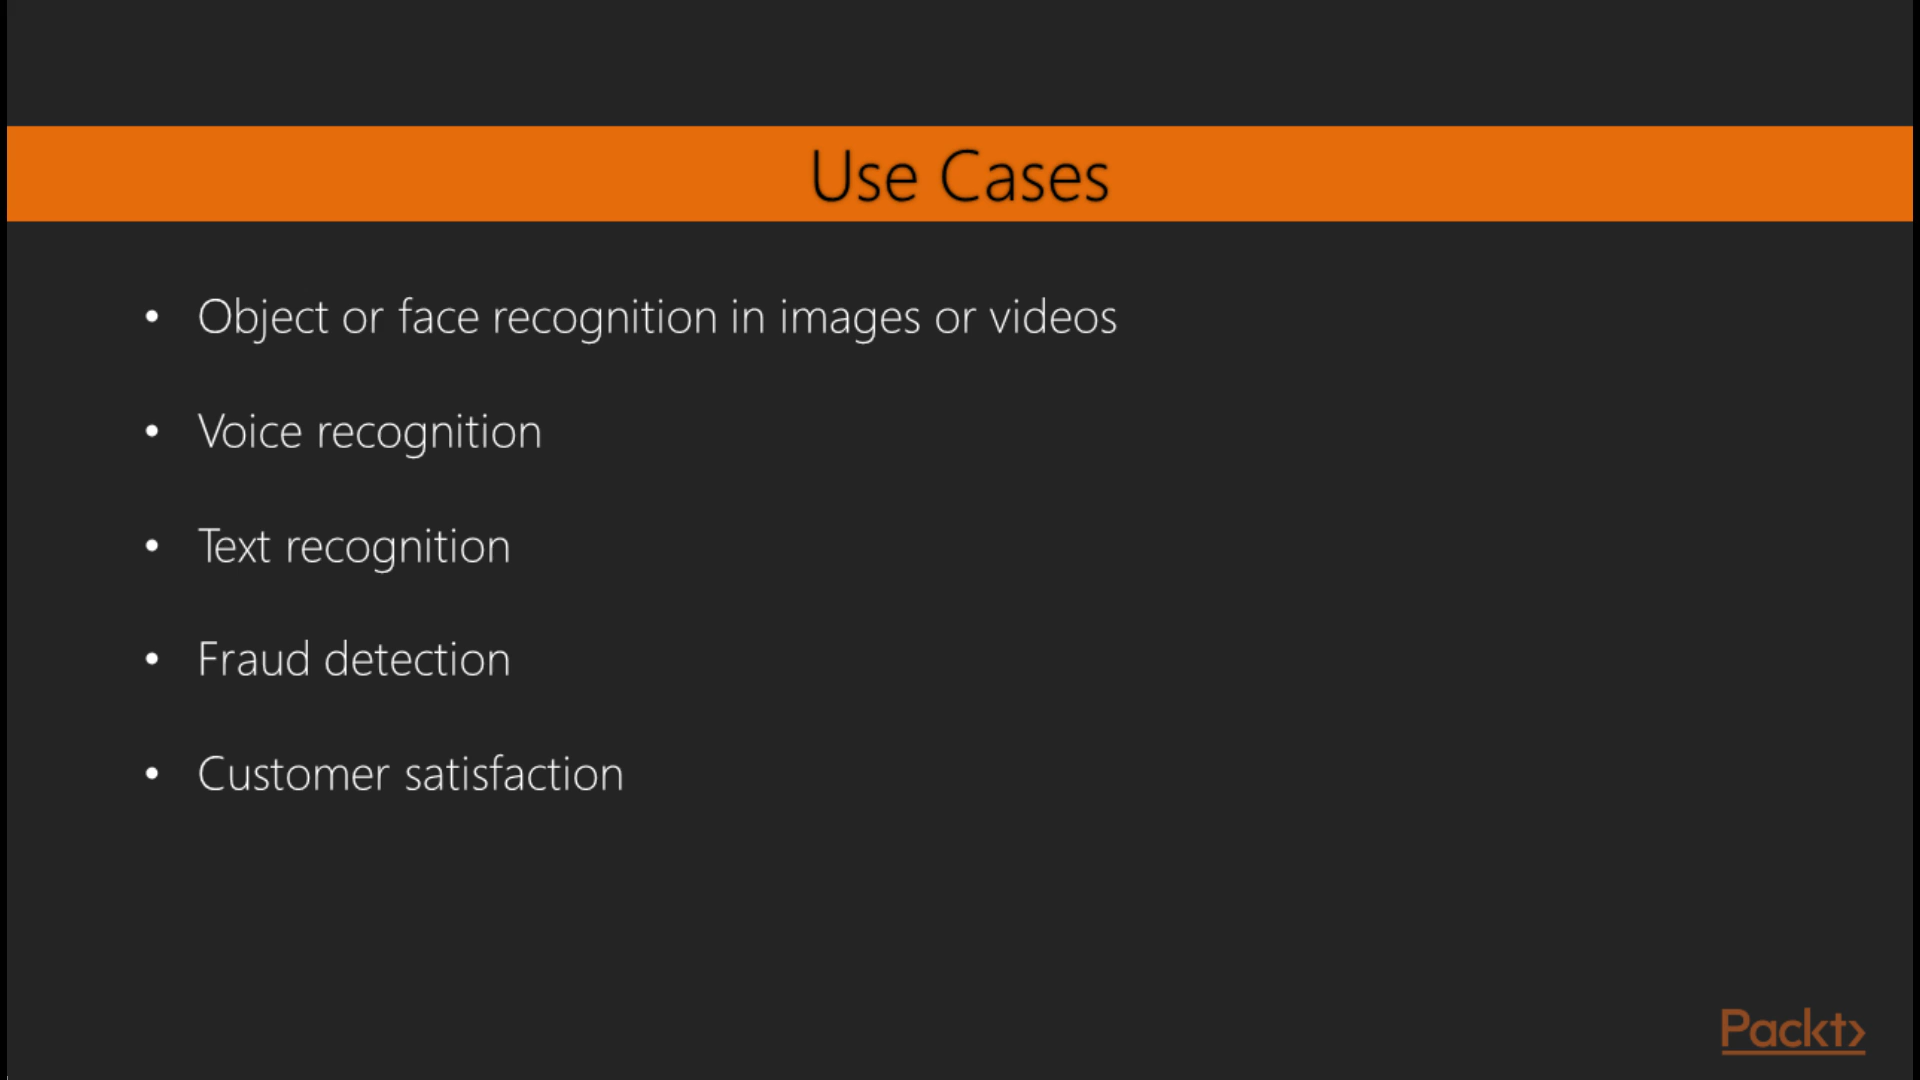 Use Cases
• Object or face recognition in images or videos
• Voice recognition
• Text recognition
• Fraud detection
• Customer satisfaction
Packt>